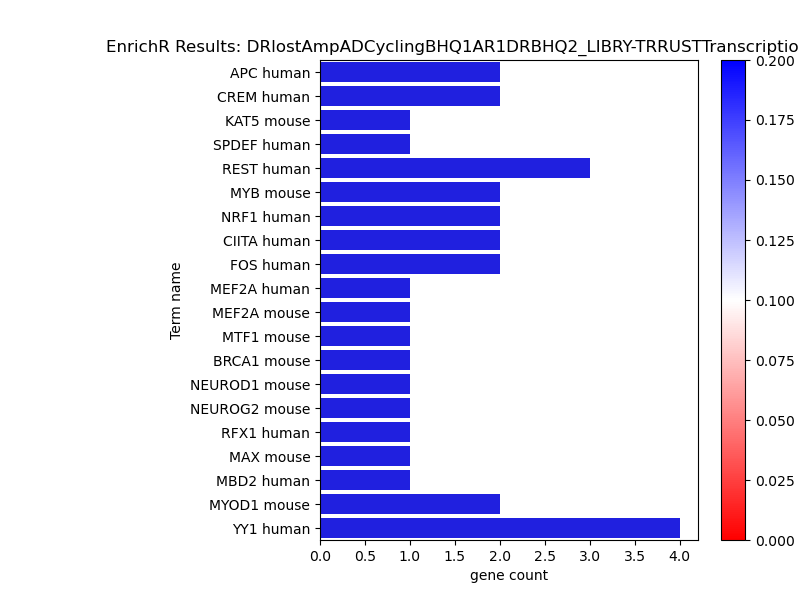 EnrichR Results: DRlostAmpADCyclingBHQ1AR1DRBHQ2_LIBRY-TRRUSTTranscriptio
APC human
CREM human
KAT5 mouse
SPDEF human
REST human
MYB mouse
NRF1 human
CIITA human
FOS human
MEF2A human
MEF2A mouse
MTF1 mouse
BRCA1 mouse
NEUROD1 mouse
NEUROG2 mouse
RFX1 human
MAX mouse
MBD2 human
MYOD1 mouse
YY1 human
Term name
0.0 0.5 1.0 1.5 2.0 2.5 3.0 3.5 4.0
gene count
0.200
0.175
0.150
0.125
0.100
0.075
0.050
0.025
0.000